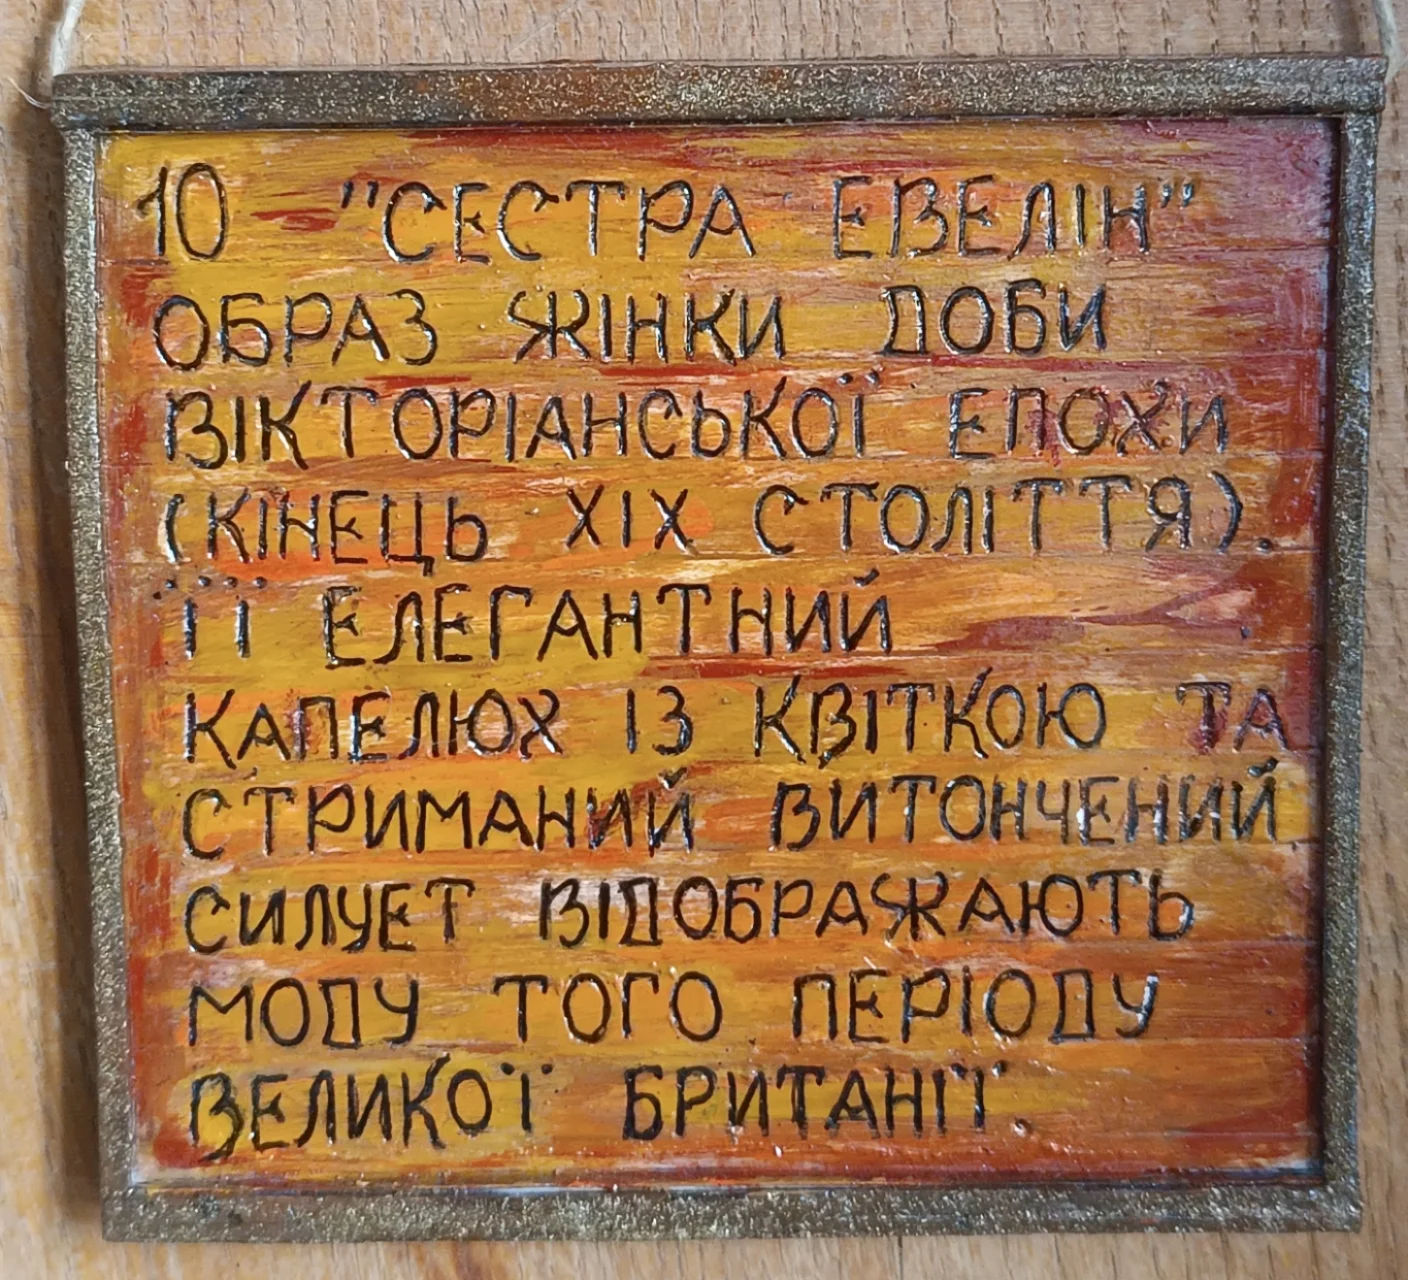 10 "СЕСТРА ЕВЕЛІН"
ОБРАЗ ЖІНКИ ДОБИ
ВІКТОРІАНСЬКОЇ ЕПОХИ
(КІНЕЦЬ ХІХ СТОЛІТТЯ).
ЇЇ ЕЛЕГАНТНИЙ
КАПЕЛЮХ ІЗ КВІТКОЮ ТА
СТРИМАНИЙ ВИТОНЧЕНИЙ
СИЛУЕТ ВІДОБРАЖАЮТЬ
МОДУ ТОГО ПЕРІОДУ
ВЕЛИКОЇ БРИТАНІЇ.